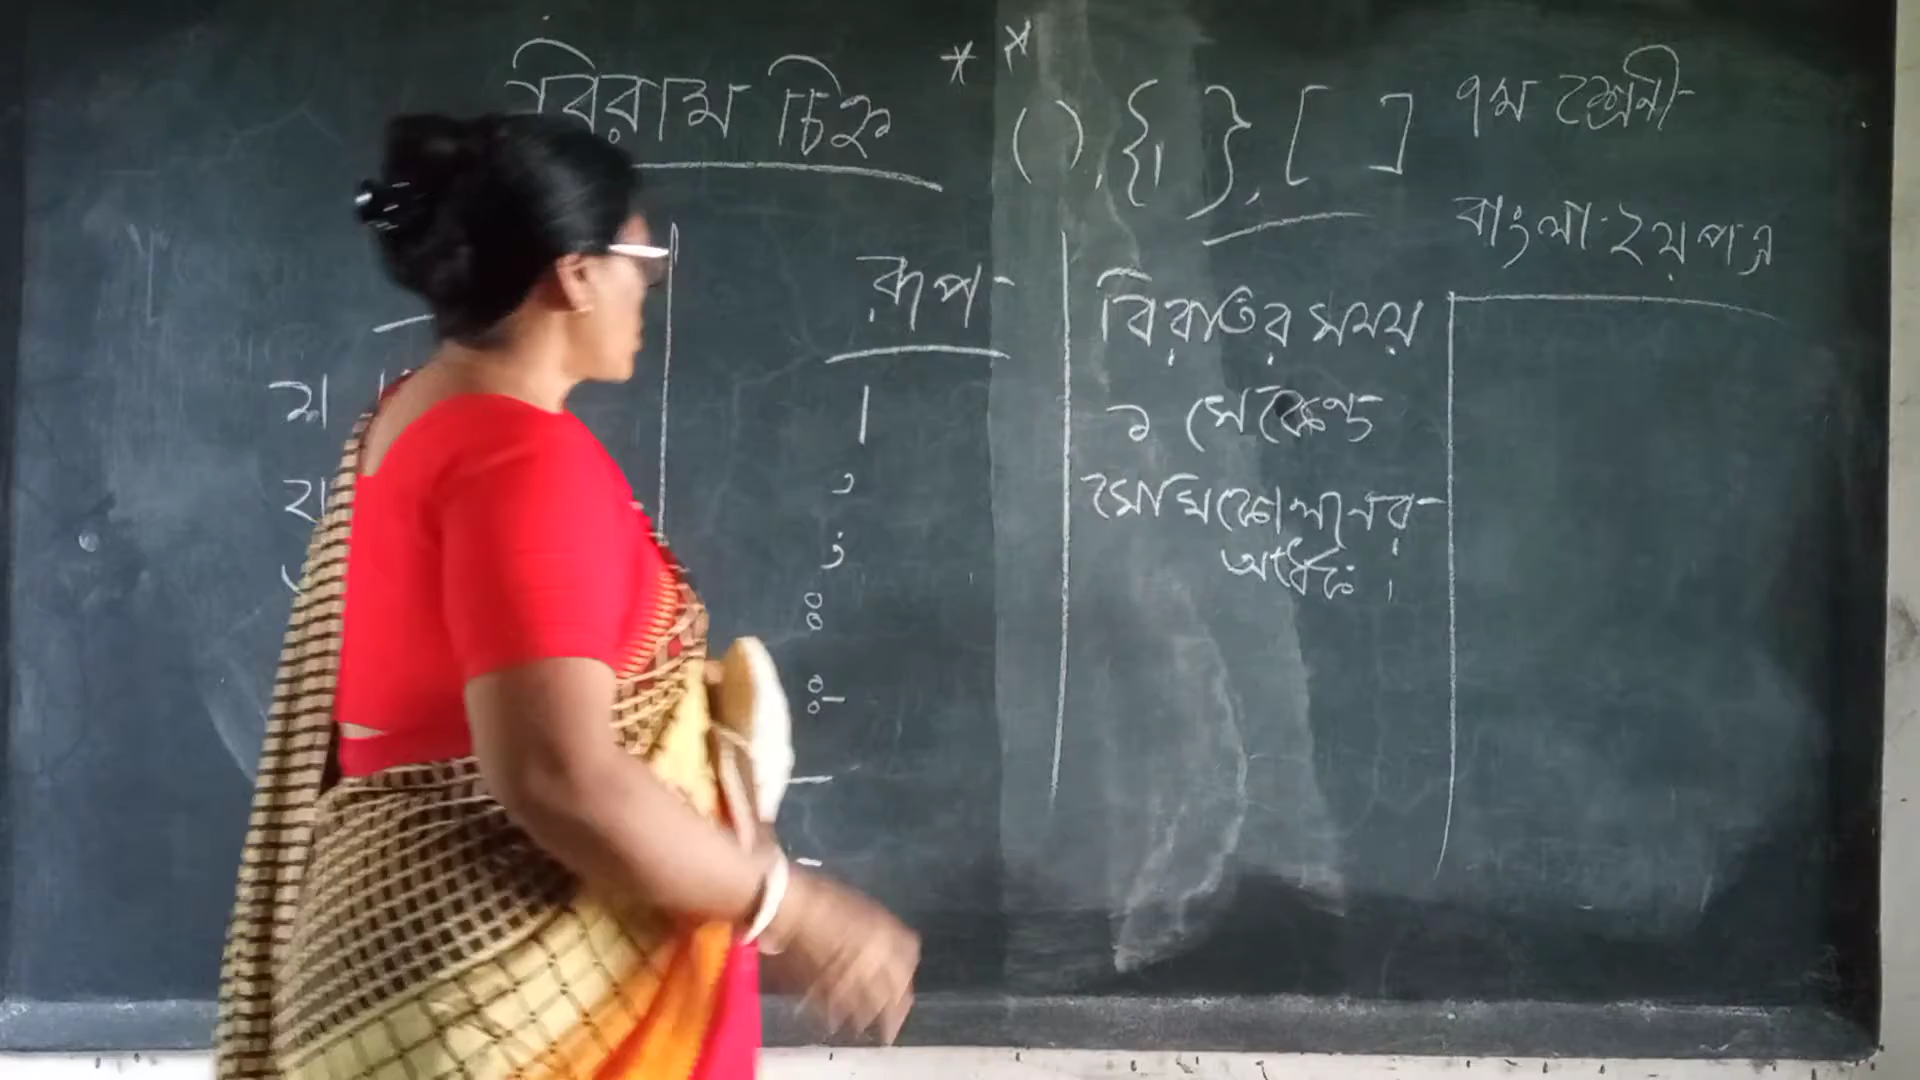 বিরাম চিহ্ন * *
( ), { }, [ ]
৭ম শ্রেনী
বাংলা ২য় পত্র
রূপ
বিরতির সময়
।
১ সেকেন্ড
,
সেমিকোলনের
;
অর্ধেক।
:
:-
—